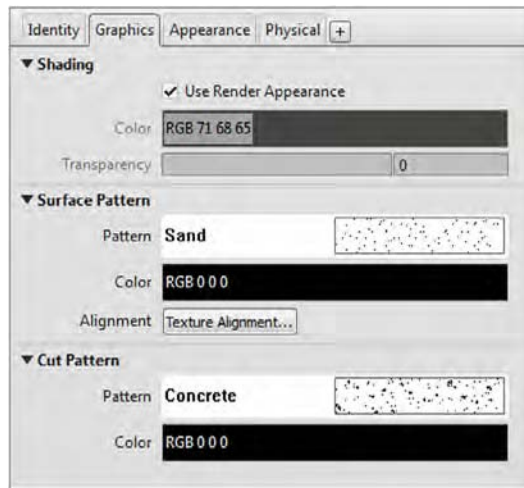 Identity Graphics Appearance Physical +
Shading
Use Render Appearance
Color RGB 71 68 65
Transparency 0
Surface Pattern
Pattern Sand
Color RGB 0 0 0
Alignment Texture Alignment...
Cut Pattern
Pattern Concrete
Color RGB 0 0 0